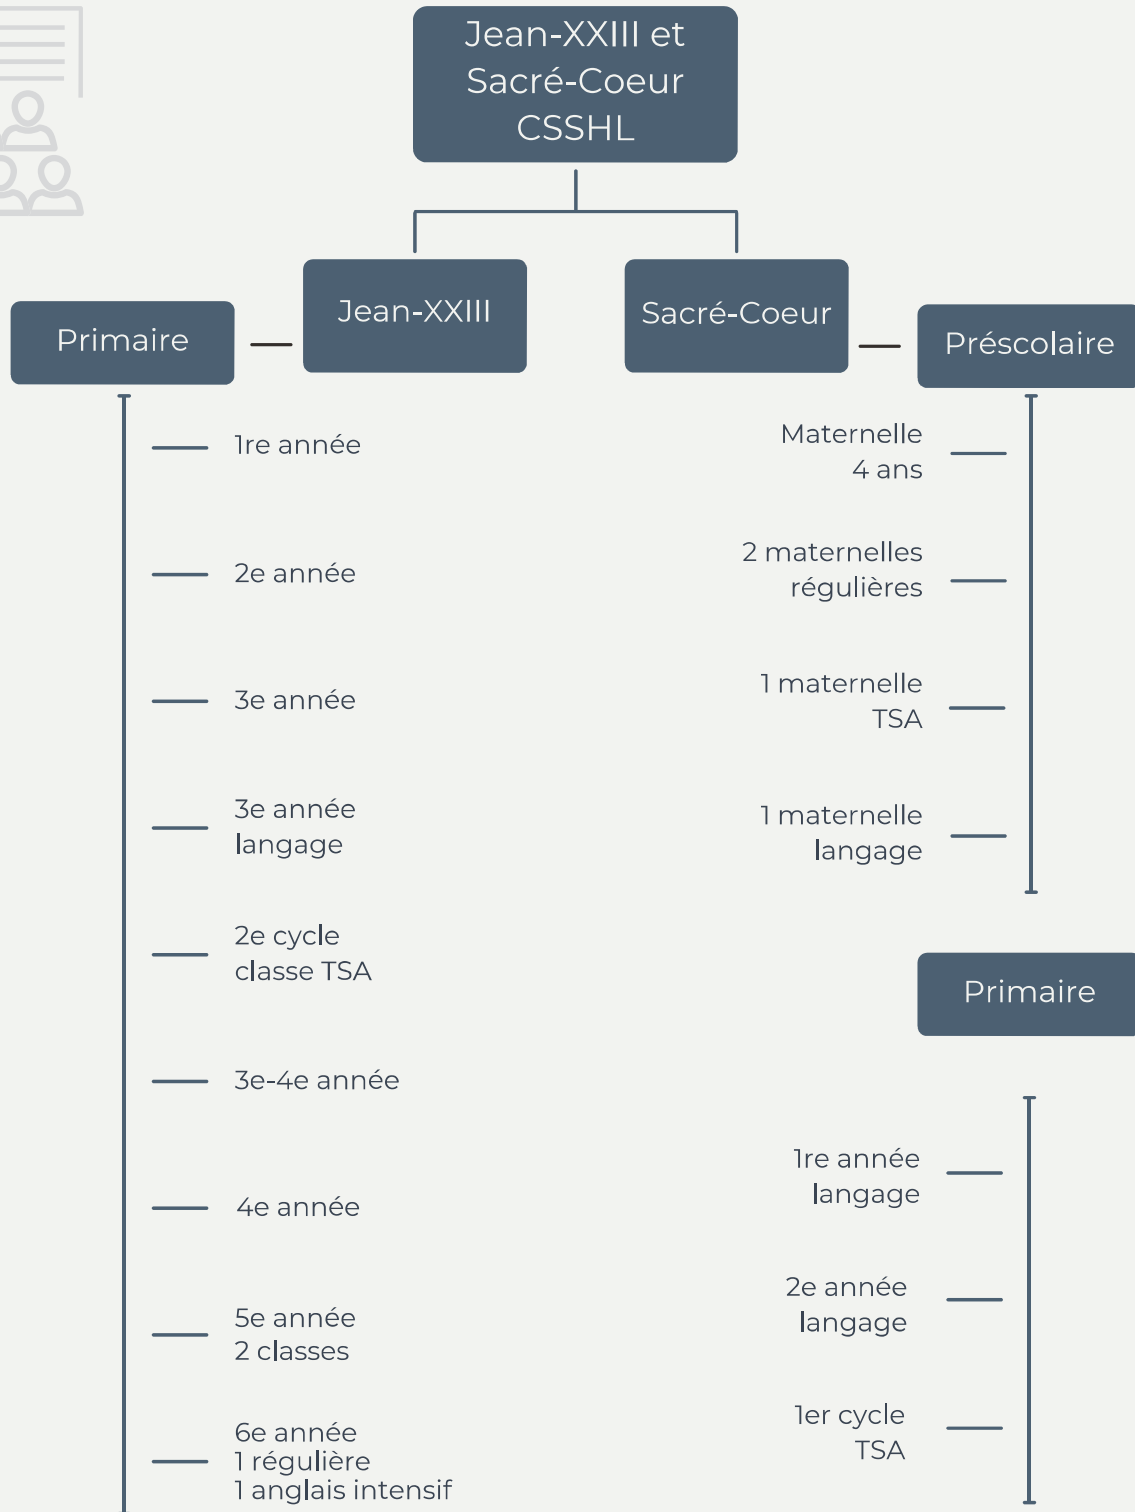 Jean-XXIII et
Sacré-Coeur
CSSHL
Jean-XXIII
Sacré-Coeur
Primaire
1re année
2e année
3e année
3e année
langage
2e cycle
classe TSA
3e-4e année
4e année
5e année
2 classes
6e année
1 régulière
1 anglais intensif
Préscolaire
Maternelle
4 ans
2 maternelles
régulières
1 maternelle
TSA
1 maternelle
langage
Primaire
1re année
langage
2e année
langage
1er cycle
TSA